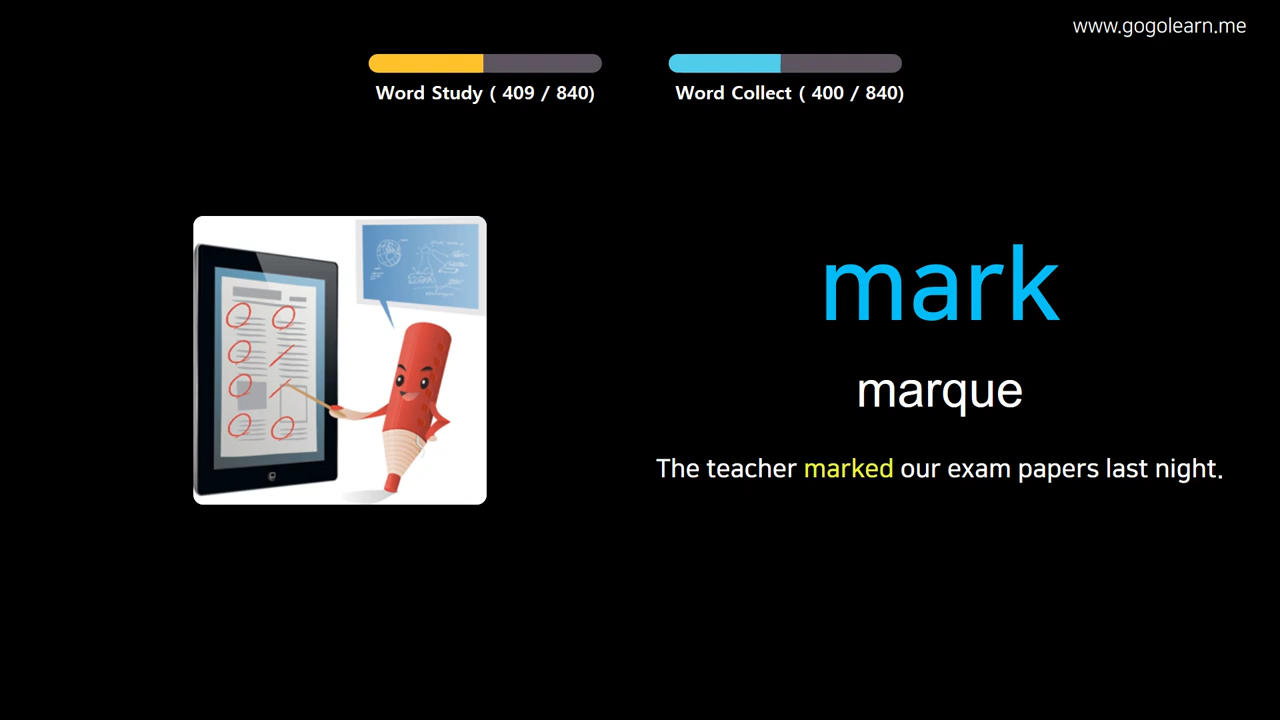 www.gogolearn.me
Word Study ( 409 / 840)
Word Collect ( 400 / 840)
mark
marque
The teacher marked our exam papers last night.